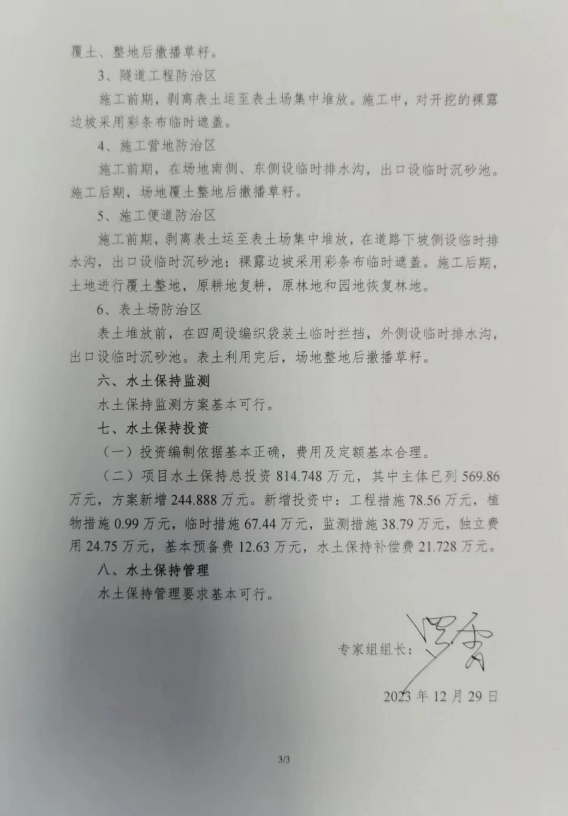 覆土、整地后撒播草籽。
3、隧道工程防治区
施工前期，剥离表土运至表土场集中堆放。施工中，对开挖的裸露
边坡采用彩条布临时遮盖。
4、施工营地防治区
施工前期，在场地南侧、东侧设临时排水沟，出口设临时沉砂池。
施工后期，场地覆土整地后撒播草籽。
5、施工便道防治区
施工前期，剥离表土运至表土场集中堆放，在道路下坡侧设临时排
水沟，出口设临时沉砂池；裸露边坡采用彩条布临时遮盖。施工后期，
土地进行覆土整地，原耕地复耕，原林地和园地恢复林地。
6、表土场防治区
表土堆放前，在四周设编织袋装土临时拦挡，外侧设临时排水沟，
出口设临时沉砂池。表土利用完后，场地整地后撒播草籽。
六、水土保持监测
水土保持监测方案基本可行。
七、水土保持投资
（一）投资编制依据基本正确，费用及定额基本合理。
（二）项目水土保持总投资 814.748 万元，其中主体已列 569.86
万元，方案新增 244.888 万元。新增投资中：工程措施 78.56 万元，植
物措施 0.99 万元，临时措施 67.44 万元，监测措施 38.79 万元，独立费
用 24.75 万元，基本预备费 12.63 万元，水土保持补偿费 21.728 万元。
八、水土保持管理
水土保持管理要求基本可行。
专家组组长：
2023 年 12 月 29 日
3/3